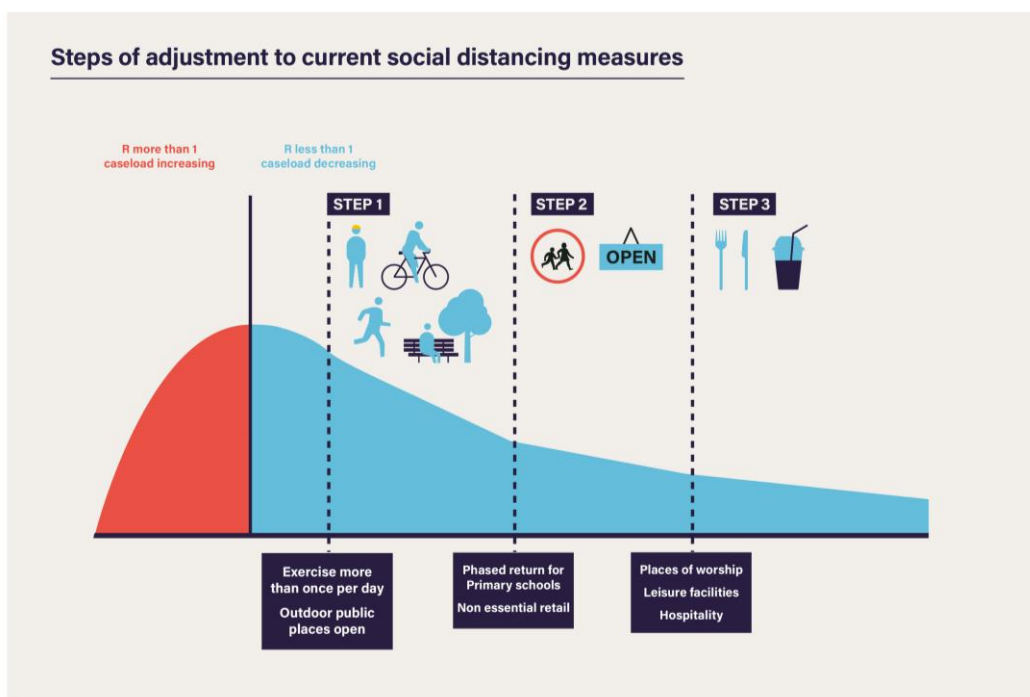 Steps of adjustment to current social distancing measures
R more than 1
caseload increasing
R less than 1
caseload decreasing
STEP 1
STEP 2
STEP 3
OPEN
Exercise more
than once per day
Outdoor public
places open
Phased return for
Primary schools
Non essential retail
Places of worship
Leisure facilities
Hospitality